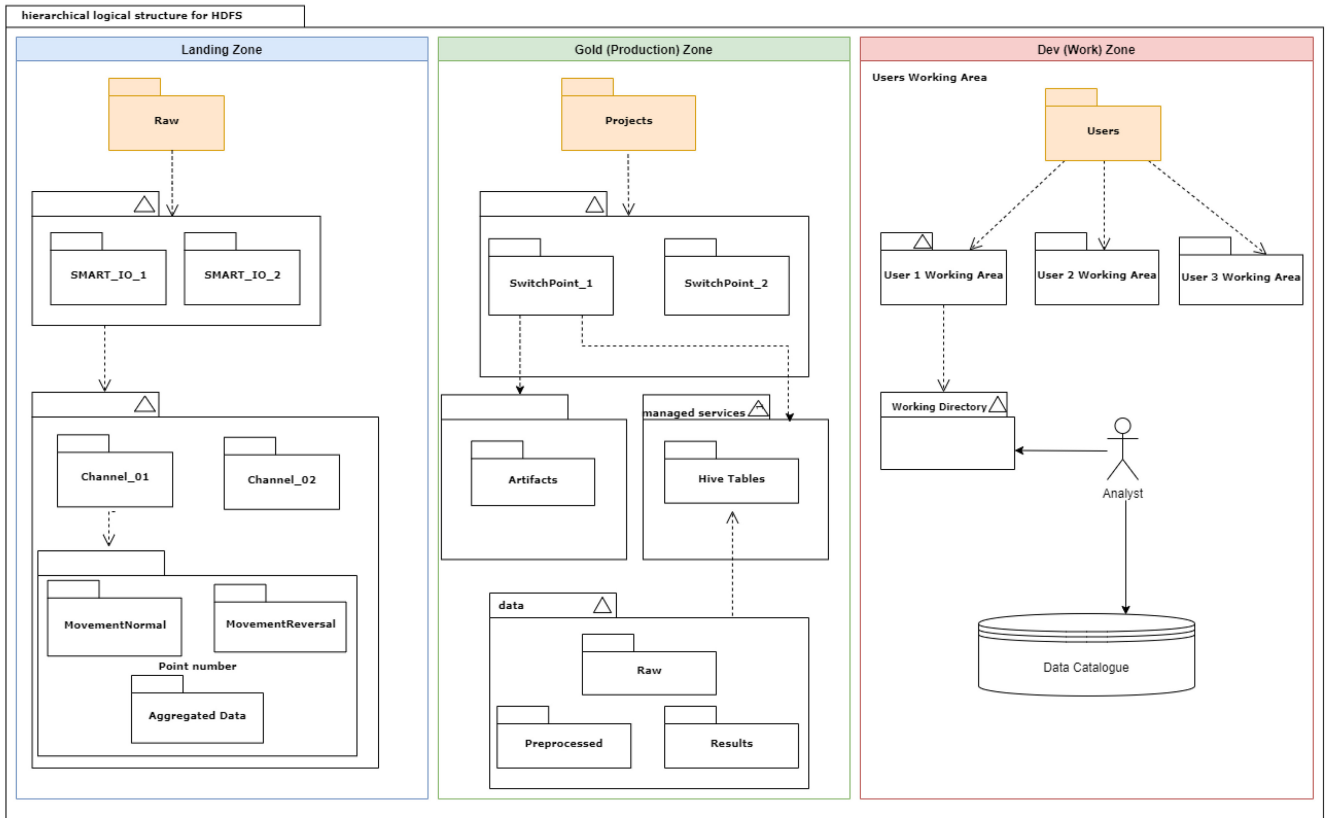 hierarchical logical structure for HDFS
Landing Zone
Raw
SMART_IO_1
SMART_IO_2
Channel_01
Channel_02
MovementNormal
MovementReversal
Point number
Aggregated Data
Gold (Production) Zone
Projects
SwitchPoint_1
SwitchPoint_2
Artifacts
managed services
Hive Tables
data
Raw
Preprocessed
Results
Dev (Work) Zone
Users Working Area
Users
User 1 Working Area
User 2 Working Area
User 3 Working Area
Working Directory
Analyst
Data Catalogue